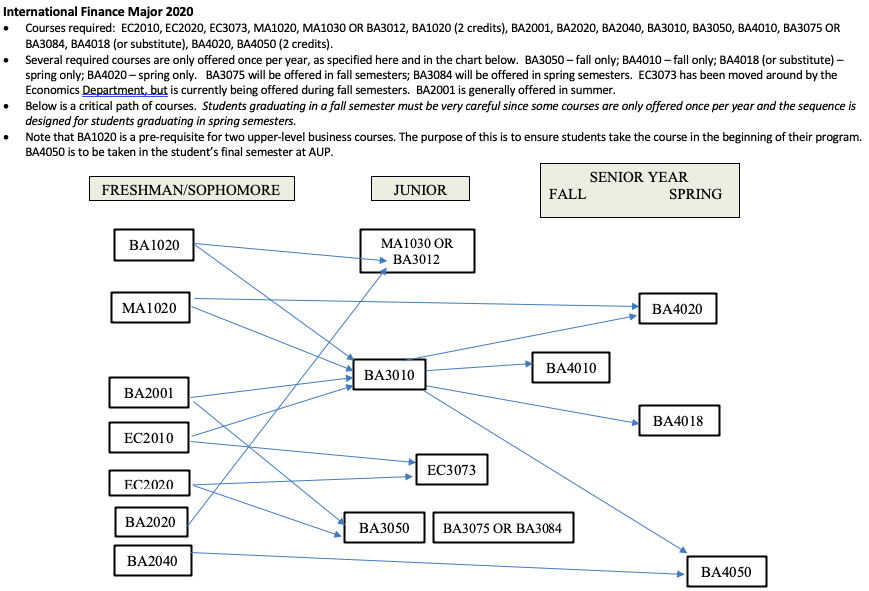 International Finance Major 2020
• Courses required: EC2010, EC2020, EC3073, MA1020, MA1030 OR BA3012, BA1020 (2 credits), BA2001, BA2020, BA2040, BA3010, BA3050, BA4010, BA3075 OR
BA3084, BA4018 (or substitute), BA4020, BA4050 (2 credits).
• Several required courses are only offered once per year, as specified here and in the chart below. BA3050 – fall only; BA4010 – fall only; BA4018 (or substitute) –
spring only; BA4020 – spring only. BA3075 will be offered in fall semesters; BA3084 will be offered in spring semesters. EC3073 has been moved around by the
Economics Department, but is currently being offered during fall semesters. BA2001 is generally offered in summer.
• Below is a critical path of courses. Students graduating in a fall semester must be very careful since some courses are only offered once per year and the sequence is
designed for students graduating in spring semesters.
• Note that BA1020 is a pre-requisite for two upper-level business courses. The purpose of this is to ensure students take the course in the beginning of their program.
BA4050 is to be taken in the student's final semester at AUP.
FRESHMAN/SOPHOMORE
JUNIOR
SENIOR YEAR
FALL SPRING
BA1020
MA1030 OR
BA3012
MA1020
BA4020
BA3010
BA4010
BA2001
BA4018
EC2010
EC3073
EC2020
BA2020
BA3050
BA3075 OR BA3084
BA2040
BA4050